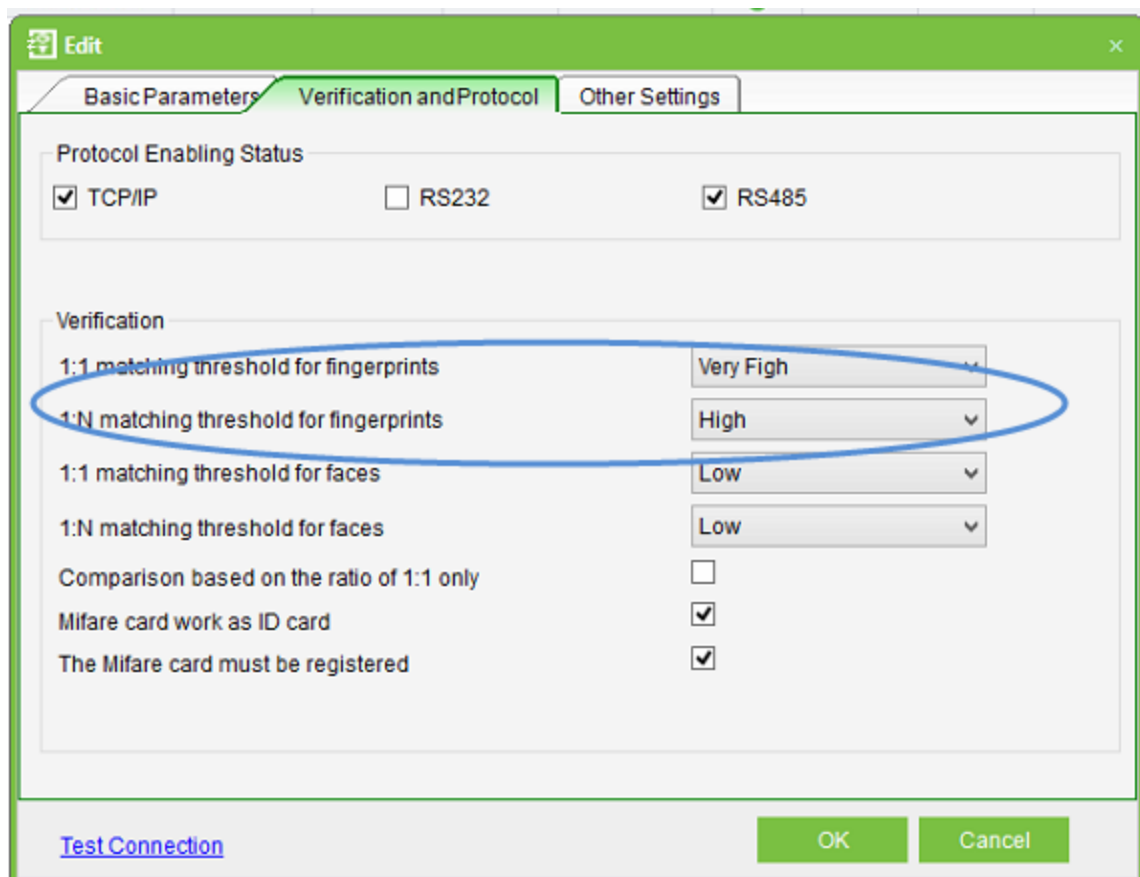 Edit
Basic Parameters Verification and Protocol Other Settings
Protocol Enabling Status
TCP/IP RS232 RS485
Verification
1:1 matching threshold for fingerprints Very Figh
1:N matching threshold for fingerprints High
1:1 matching threshold for faces Low
1:N matching threshold for faces Low
Comparison based on the ratio of 1:1 only
Mifare card work as ID card
The Mifare card must be registered
Test Connection OK Cancel